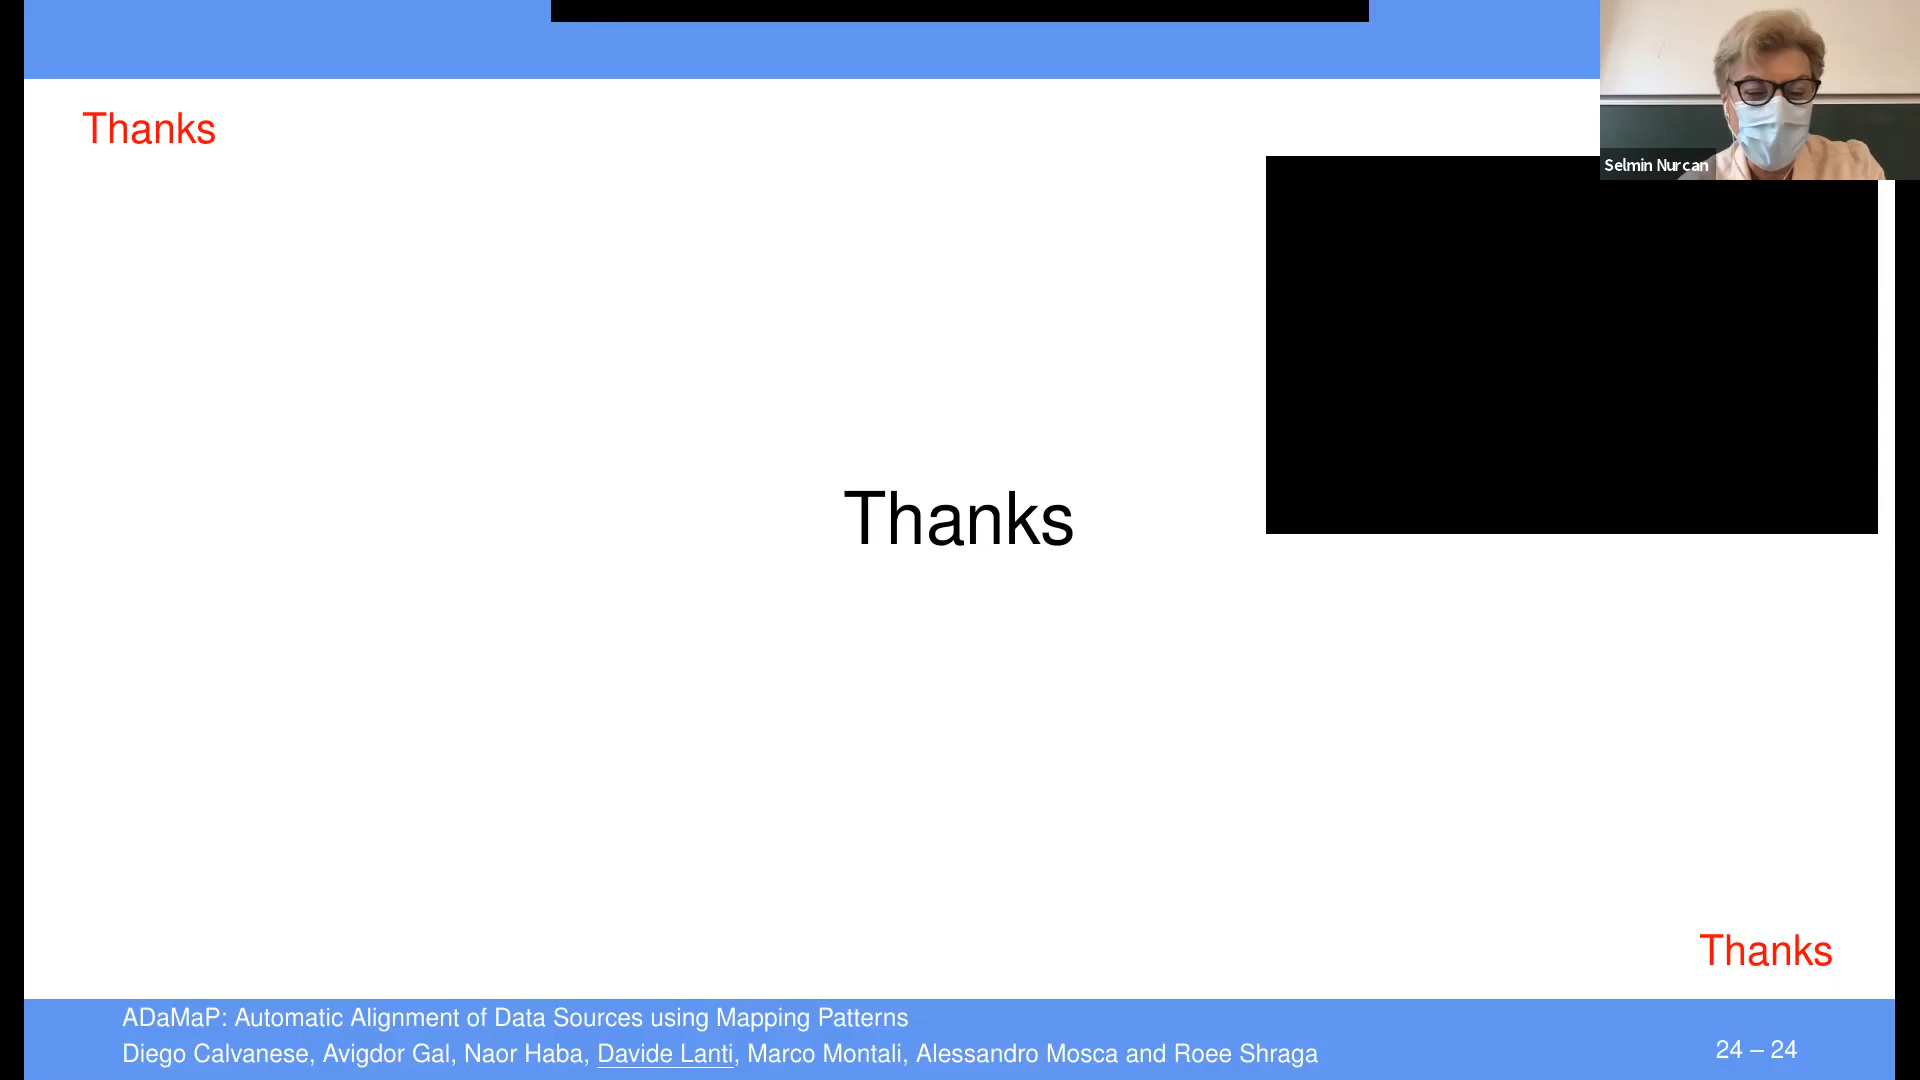 Thanks
Selmin Nurcan
Thanks
Thanks
ADaMaP: Automatic Alignment of Data Sources using Mapping Patterns
Diego Calvanese, Avigdor Gal, Naor Haba, Davide Lanti, Marco Montali, Alessandro Mosca and Roee Shraga
24 – 24